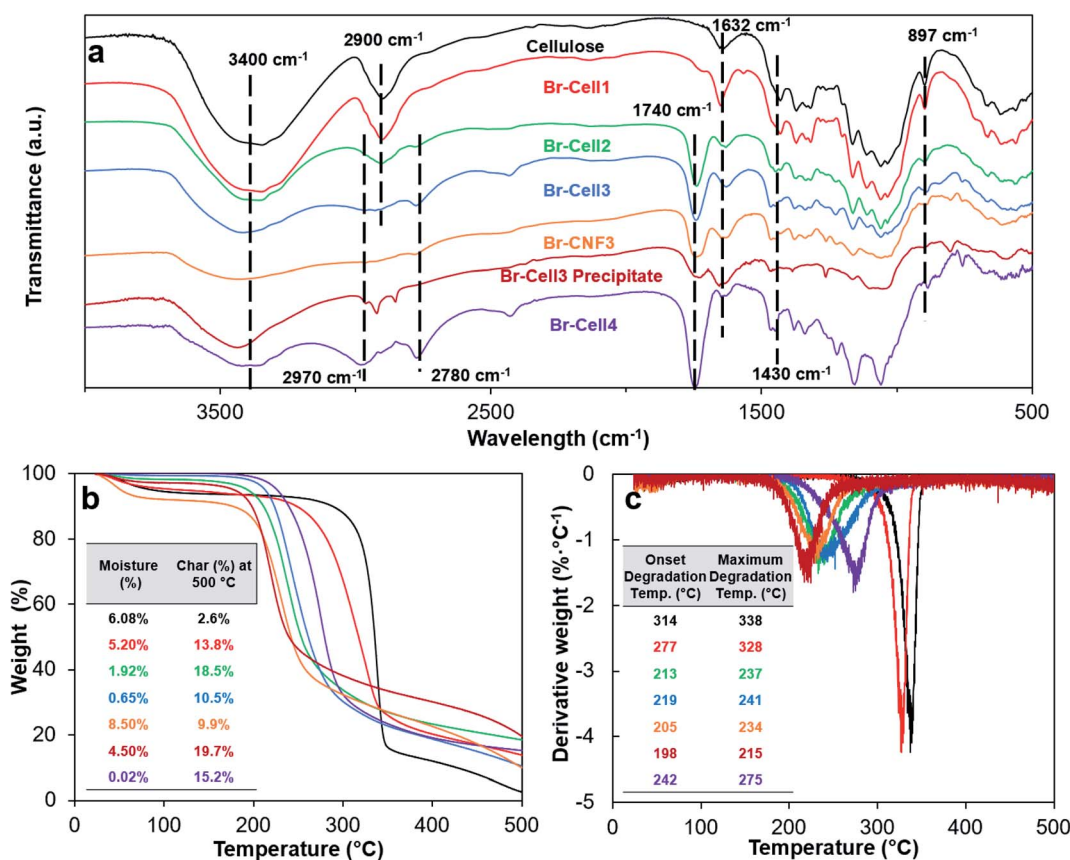 a
3400 cm⁻¹
2900 cm⁻¹
Cellulose
1632 cm⁻¹
897 cm⁻¹
Br-Cell1
1740 cm⁻¹
Br-Cell2
Br-Cell3
Br-CNF3
Br-Cell3 Precipitate
Br-Cell4
2970 cm⁻¹
2780 cm⁻¹
1430 cm⁻¹
Transmittance (a.u.)
3500
2500
1500
500
Wavelength (cm⁻¹)
b
Weight (%)
100
80
60
40
20
0
Moisture (%)
Char (%) at 500 °C
6.08% 2.6%
5.20% 13.8%
1.92% 18.5%
0.65% 10.5%
8.50% 9.9%
4.50% 19.7%
0.02% 15.2%
0 100 200 300 400 500
Temperature (°C)
c
Derivative weight (%·°C⁻¹)
0
-1
-2
-3
-4
-5
Onset Degradation Temp. (°C)
Maximum Degradation Temp. (°C)
314 338
277 328
213 237
219 241
205 234
198 215
242 275
0 100 200 300 400 500
Temperature (°C)